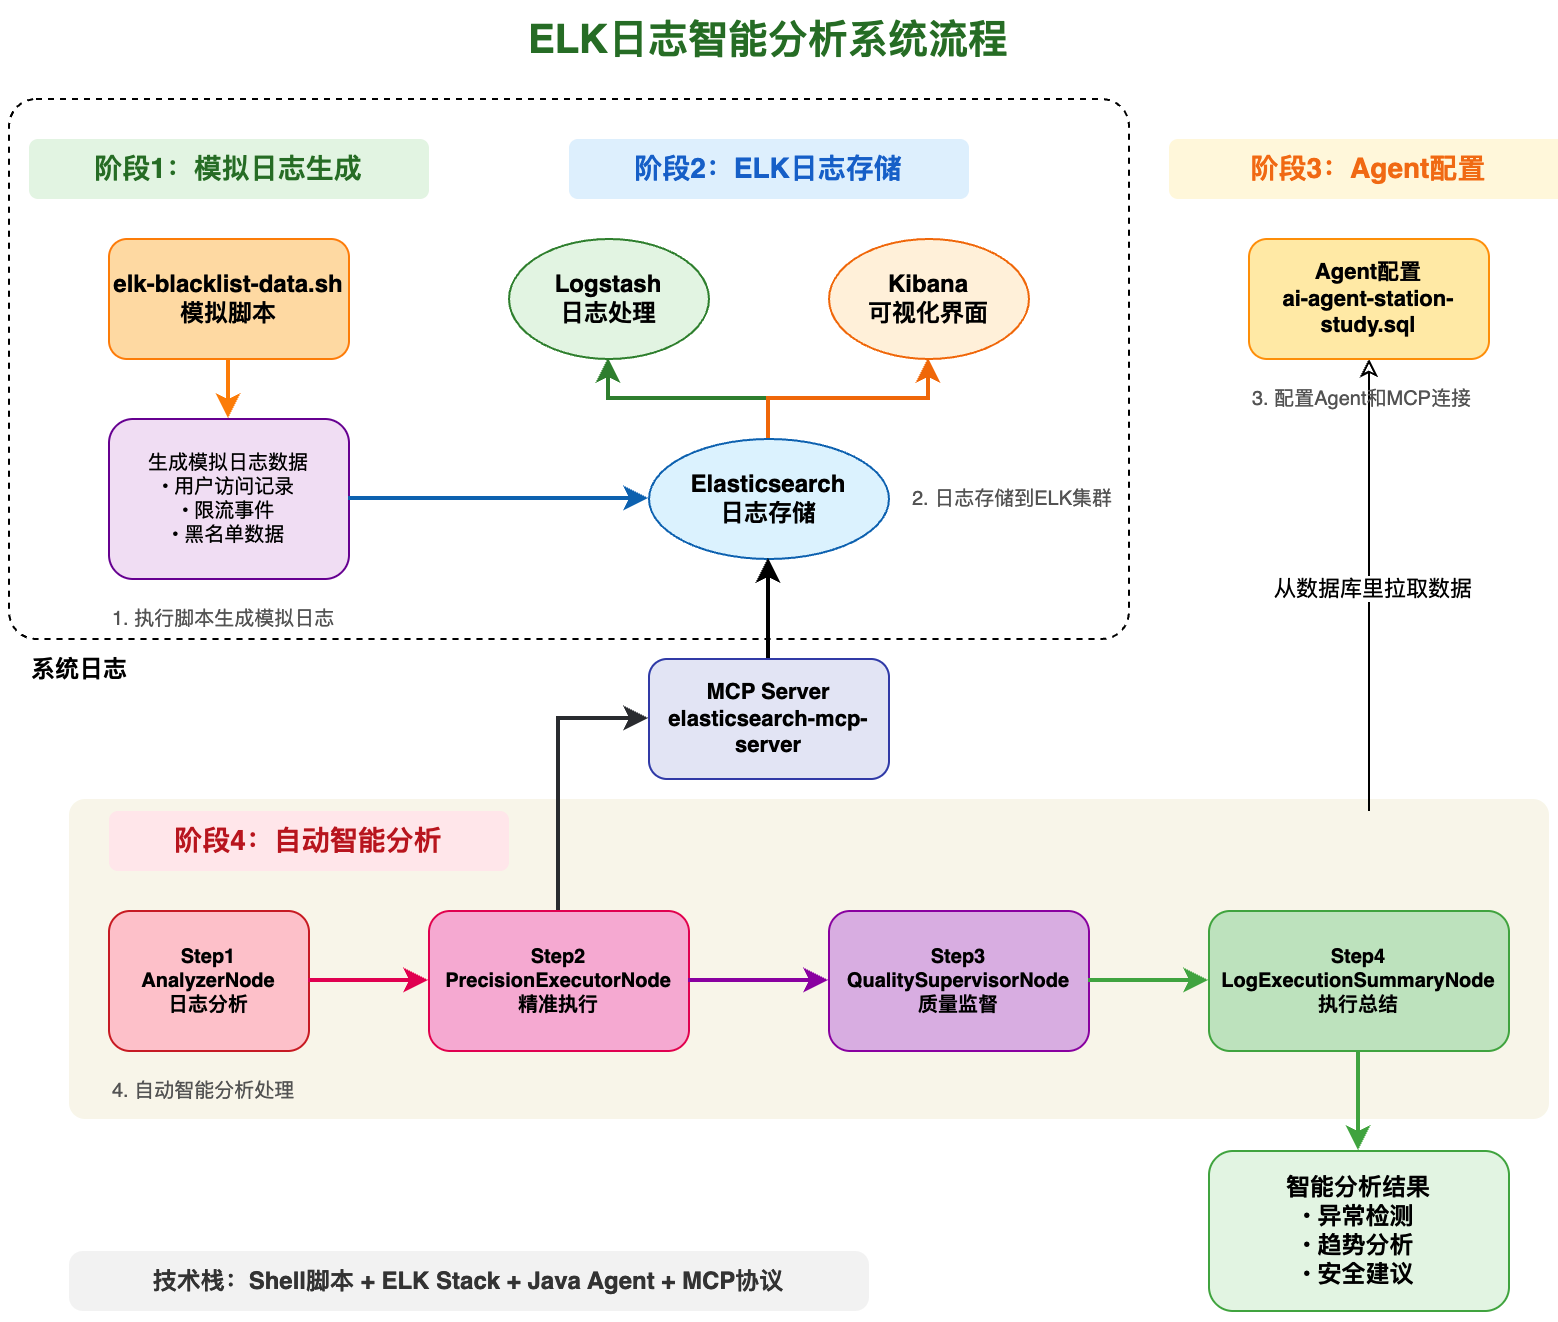 ELK日志智能分析系统流程
阶段1：模拟日志生成
阶段2：ELK日志存储
阶段3：Agent配置
elk-blacklist-data.sh
模拟脚本
Logstash
日志处理
Kibana
可视化界面
Agent配置
ai-agent-station-
study.sql
3. 配置Agent和MCP连接
生成模拟日志数据
• 用户访问记录
• 限流事件
• 黑名单数据
Elasticsearch
日志存储
2. 日志存储到ELK集群
从数据库里拉取数据
1. 执行脚本生成模拟日志
系统日志
MCP Server
elasticsearch-mcp-
server
阶段4：自动智能分析
Step1
AnalyzerNode
日志分析
Step2
PrecisionExecutorNode
精准执行
Step3
QualitySupervisorNode
质量监督
Step4
LogExecutionSummaryNode
执行总结
4. 自动智能分析处理
智能分析结果
• 异常检测
• 趋势分析
• 安全建议
技术栈：Shell脚本 + ELK Stack + Java Agent + MCP协议